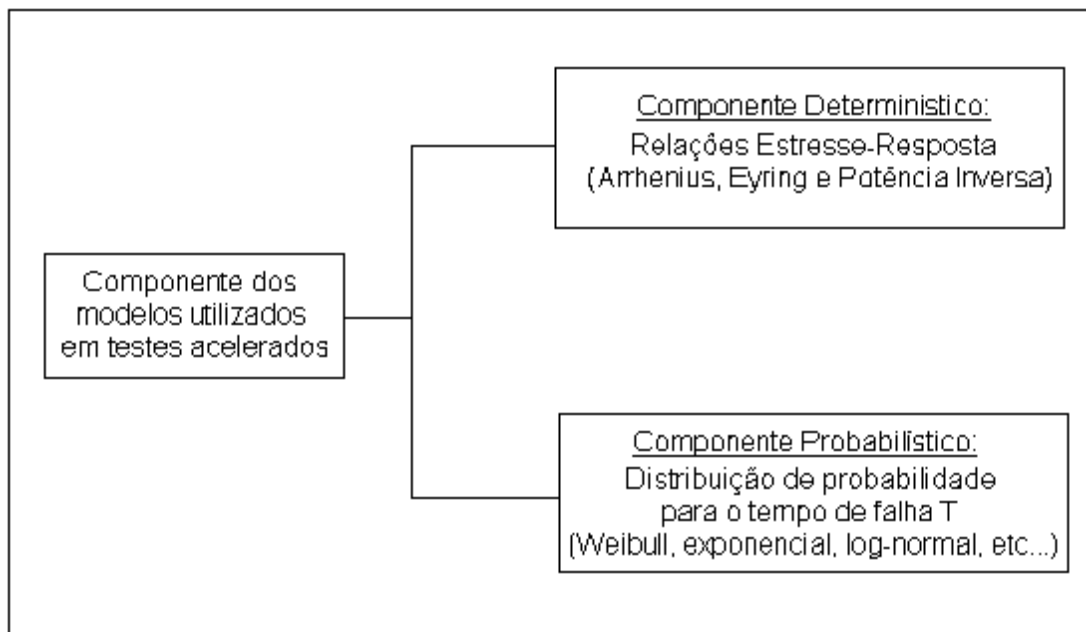 Componente Determinístico:
Relações Estresse-Resposta
(Arrhenius, Eyring e Potência Inversa)
Componente dos
modelos utilizados
em testes acelerados
Componente Probabilístico:
Distribuição de probabilidade
para o tempo de falha T
(Weibull, exponencial, log-normal, etc...)